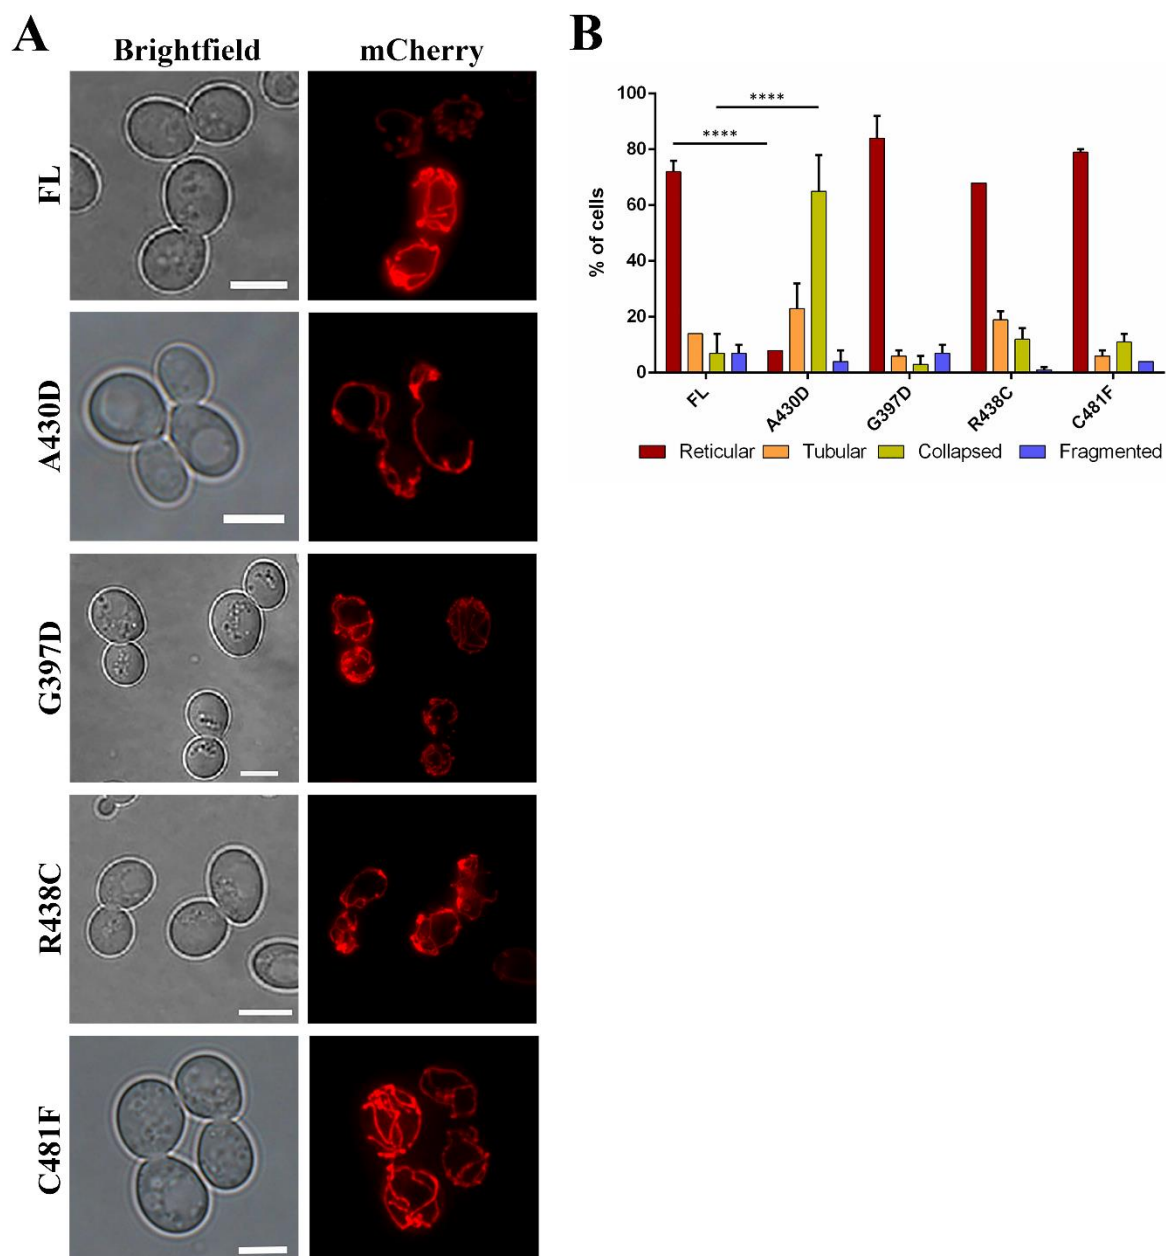 A
Brightfield mCherry
FL
A430D
G397D
R438C
C481F
B
100
80
60
40
20
0
% of cells
****
****
FL A430D G397D R438C C481F
Reticular Tubular Collapsed Fragmented